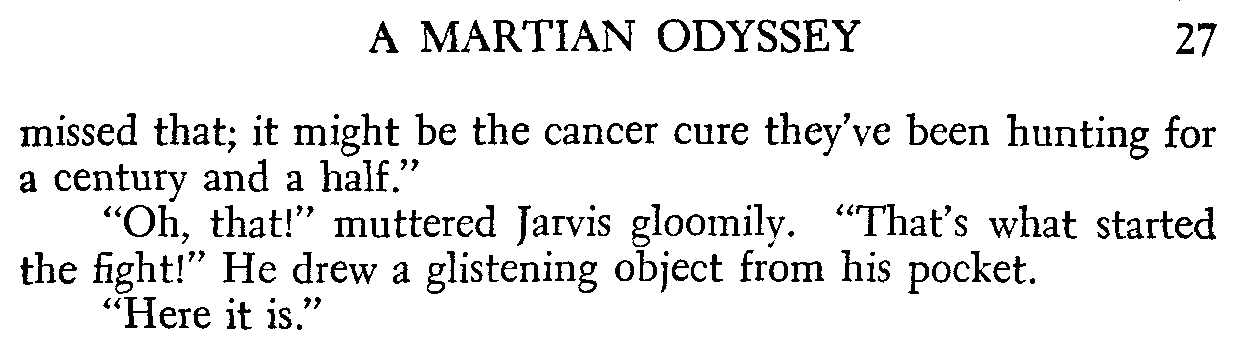 A MARTIAN ODYSSEY 27
missed that; it might be the cancer cure they've been hunting for
a century and a half."
"Oh, that!" muttered Jarvis gloomily. "That's what started
the fight!" He drew a glistening object from his pocket.
"Here it is."